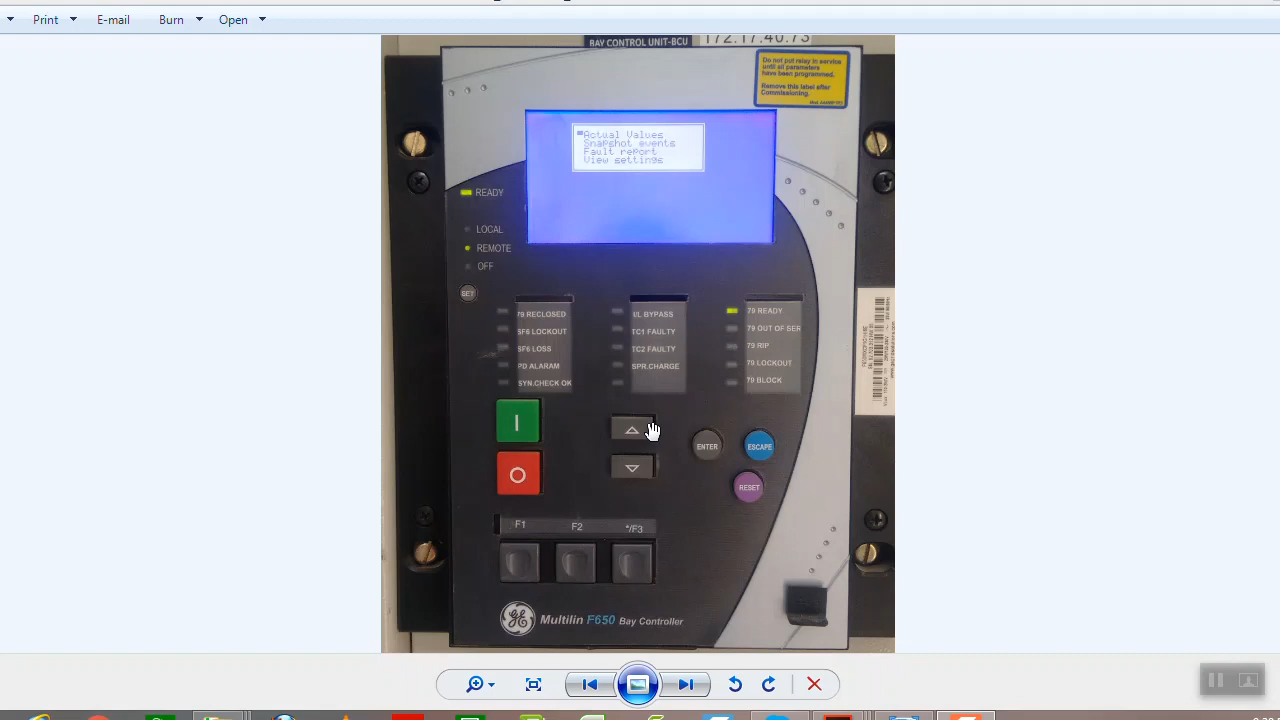 Print
E-mail
Burn
Open
BAY CONTROL UNIT-BCU
172.17.40.73
Do not put relay in service
until all parameters
have been programmed.
Remove this label after
Commissioning.
Actual Values
Snapshot events
Fault report
View settings
READY
LOCAL
REMOTE
OFF
SET
79 RECLOSED
SF6 LOCKOUT
SF6 LOSS
PD ALARAM
SYN.CHECK OK
I/L BYPASS
TC1 FAULTY
TC2 FAULTY
SPR.CHARGE
79 READY
79 OUT OF SER
79 RIP
79 LOCKOUT
79 BLOCK
ENTER
ESCAPE
RESET
F1
F2
*/F3
GE
Multilin F650 Bay Controller